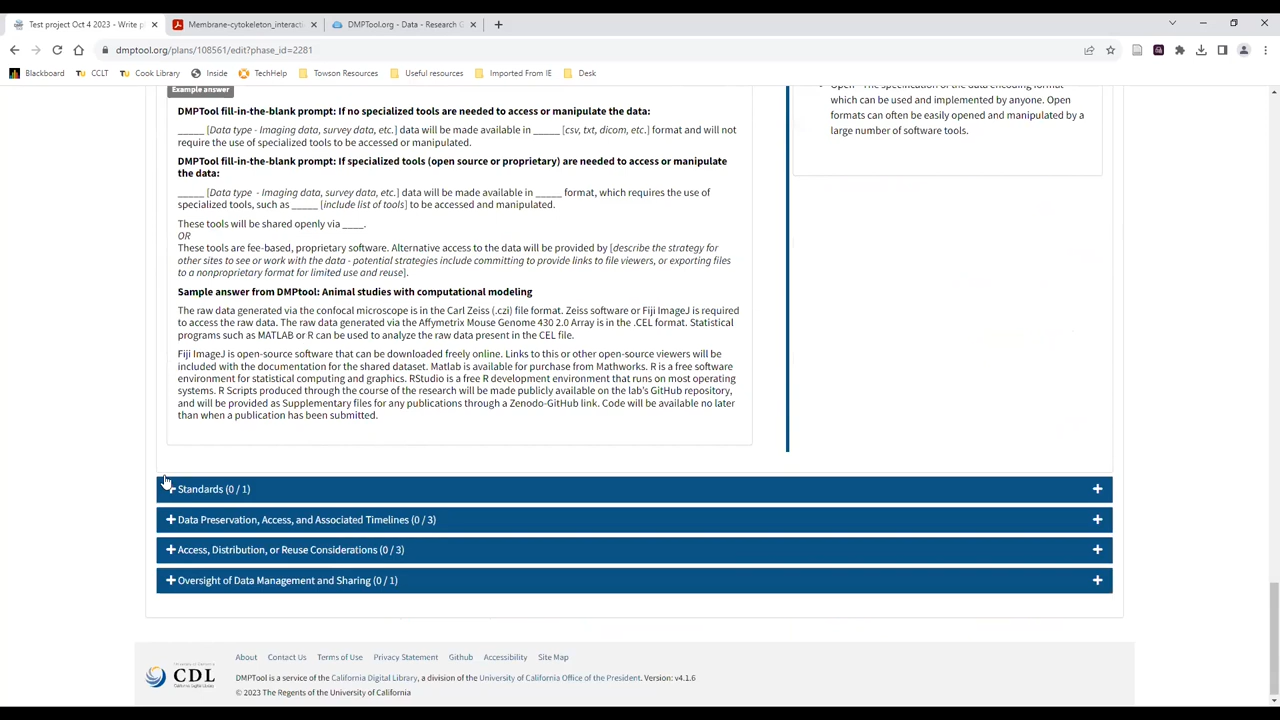 Test project Oct 4 2023 - Write p
Membrane-cytokeleton_interacti
DMPTool.org - Data - Research G
dmptool.org/plans/108561/edit?phase_id=2281
Blackboard
TU CCLT
TU Cook Library
Inside
TechHelp
Towson Resources
Useful resources
Imported From IE
Desk
Example answer
DMPTool fill-in-the-blank prompt: If no specialized tools are needed to access or manipulate the data:
_____ [Data type - Imaging data, survey data, etc.] data will be made available in _____ [csv, txt, dicom, etc.] format and will not
require the use of specialized tools to be accessed or manipulated.
DMPTool fill-in-the-blank prompt: If specialized tools (open source or proprietary) are needed to access or manipulate
the data:
_____ [Data type - Imaging data, survey data, etc.] data will be made available in _____ format, which requires the use of
specialized tools, such as _____ [include list of tools] to be accessed and manipulated.
These tools will be shared openly via ____.
OR
These tools are fee-based, proprietary software. Alternative access to the data will be provided by [describe the strategy for
other sites to see or work with the data - potential strategies include committing to provide links to file viewers, or exporting files
to a nonproprietary format for limited use and reuse].
Sample answer from DMPtool: Animal studies with computational modeling
The raw data generated via the confocal microscope is in the Carl Zeiss (.czi) file format. Zeiss software or Fiji ImageJ is required
to access the raw data. The raw data generated via the Affymetrix Mouse Genome 430 2.0 Array is in the .CEL format. Statistical
programs such as MATLAB or R can be used to analyze the raw data present in the CEL file.
Fiji ImageJ is open-source software that can be downloaded freely online. Links to this or other open-source viewers will be
included with the documentation for the shared dataset. Matlab is available for purchase from Mathworks. R is a free software
environment for statistical computing and graphics. RStudio is a free R development environment that runs on most operating
systems. R Scripts produced through the course of the research will be made publicly available on the lab's GitHub repository,
and will be provided as Supplementary files for any publications through a Zenodo-GitHub link. Code will be available no later
than when a publication has been submitted.
Open - The specification of the data encoding format
which can be used and implemented by anyone. Open
formats can often be easily opened and manipulated by a
large number of software tools.
Standards (0 / 1)
Data Preservation, Access, and Associated Timelines (0 / 3)
Access, Distribution, or Reuse Considerations (0 / 3)
Oversight of Data Management and Sharing (0 / 1)
CDL
About
Contact Us
Terms of Use
Privacy Statement
Github
Accessibility
Site Map
DMPTool is a service of the California Digital Library, a division of the University of California Office of the President. Version: v4.1.6
© 2023 The Regents of the University of California